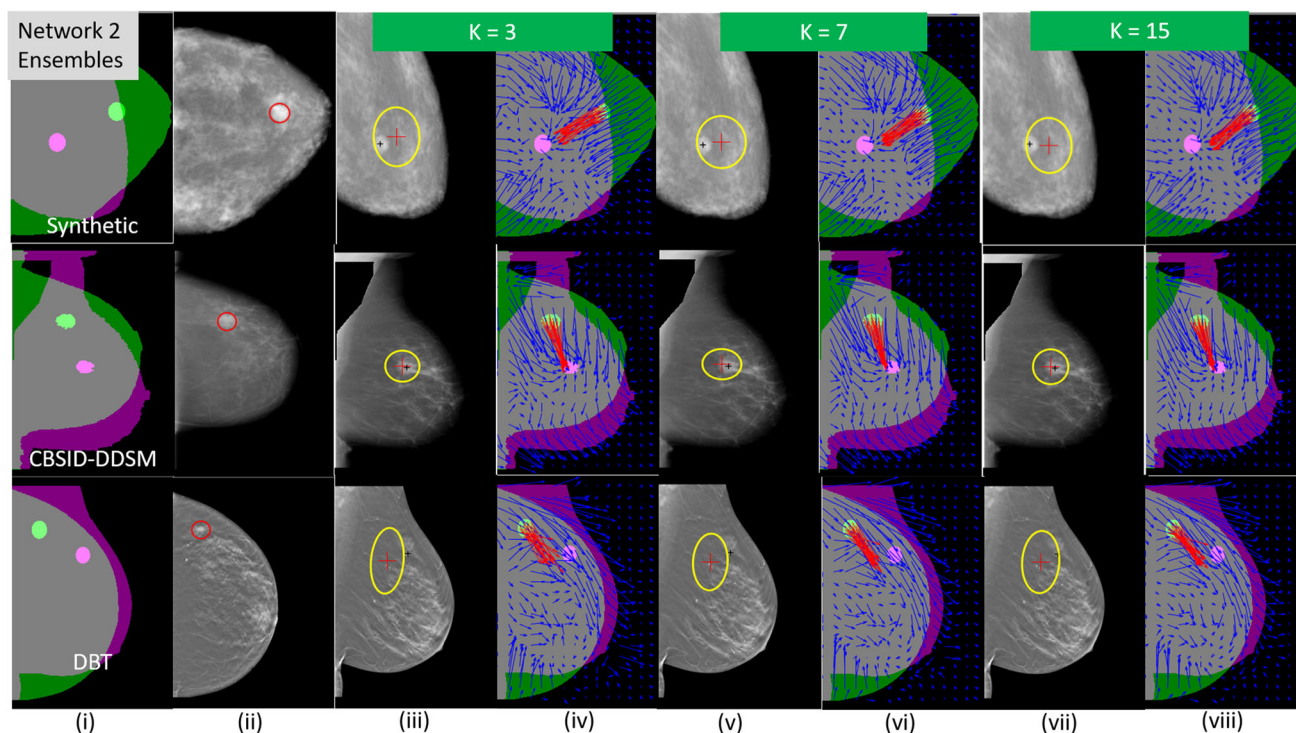 Network 2
Ensembles
K = 3
K = 7
K = 15
Synthetic
CBSID-DDSM
DBT
(i)
(ii)
(iii)
(iv)
(v)
(vi)
(vii)
(viii)